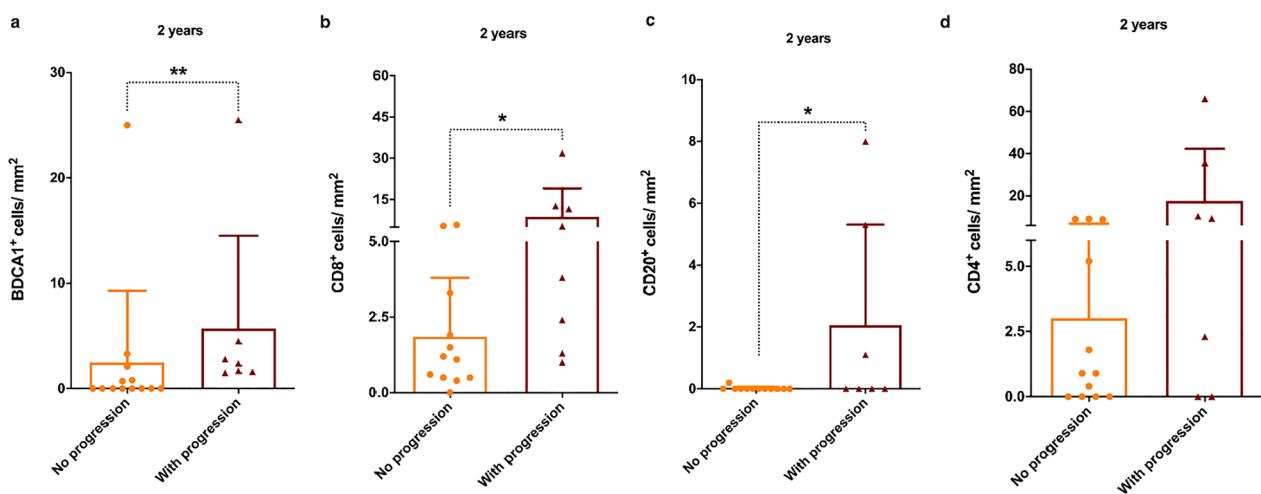 a
2 years
BDCA1+ cells/ mm2
30
20
10
0
**
No progression
With progression
b
2 years
CD8+ cells/ mm2
60
45
30
15
5.0
2.5
0.0
*
No progression
With progression
c
2 years
CD20+ cells/ mm2
10
8
6
4
2
0
*
No progression
With progression
d
2 years
CD4+ cells/ mm2
80
60
40
20
5.0
2.5
0.0
No progression
With progression